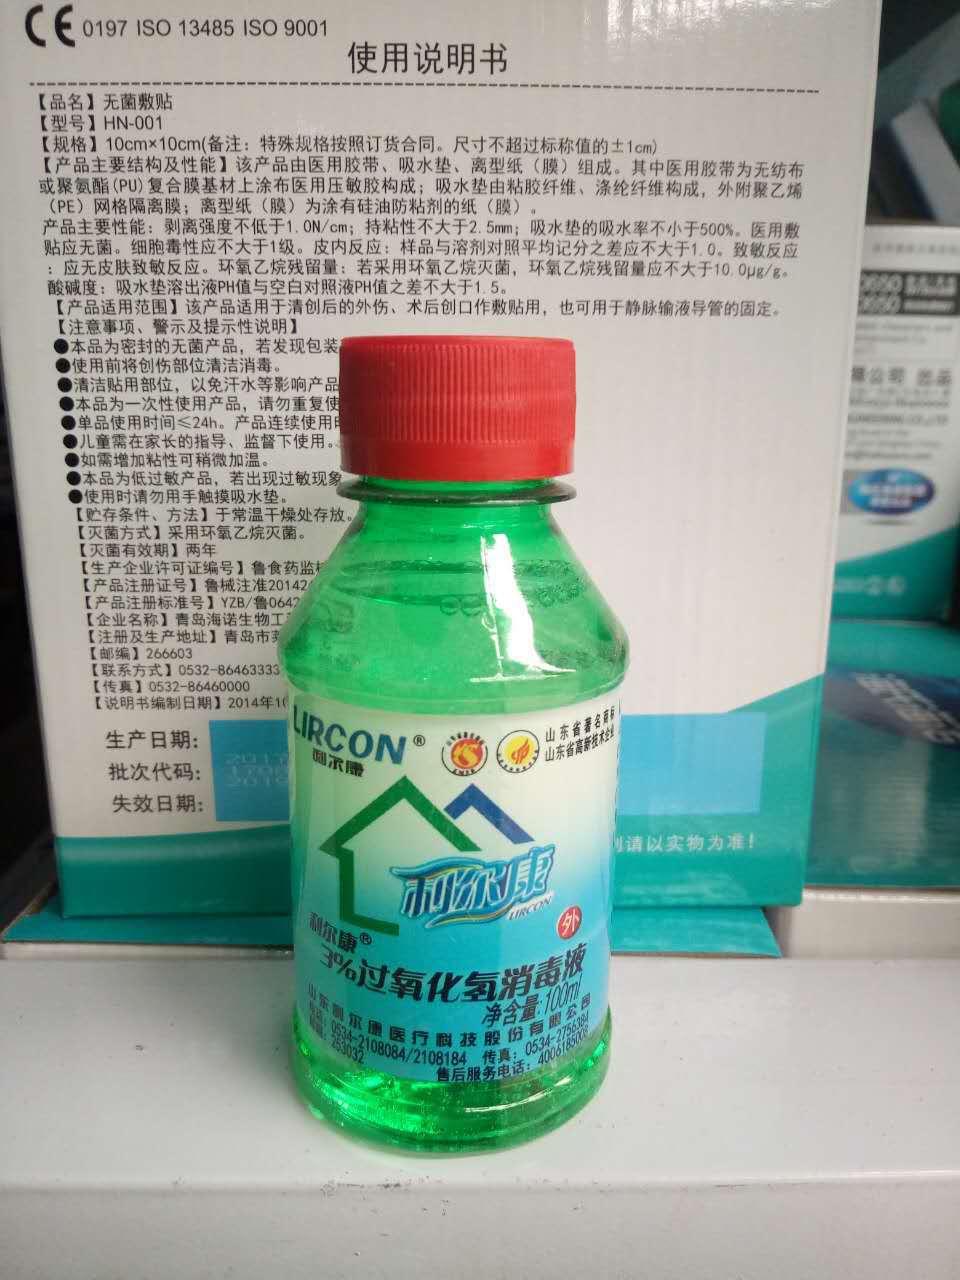 CE 0197 ISO 13485 ISO 9001
使用说明书
【品名】无菌敷贴
【型号】HN-001
【规格】10cm×10cm(备注：特殊规格按照订货合同。尺寸不超过标称值的±1cm)
【产品主要结构及性能】该产品由医用胶带、吸水垫、离型纸（膜）组成。其中医用胶带为无纺布
或聚氨酯(PU)复合膜基材上涂布医用压敏胶构成；吸水垫由粘胶纤维、涤纶纤维构成，外附聚乙烯
（PE）网格隔离膜；离型纸（膜）为涂有硅油防粘剂的纸（膜）。
产品主要性能：剥离强度不低于1.0N/cm；持粘性不大于2.5mm；吸水垫的吸水率不小于500%。医用敷
贴应无菌。细胞毒性应不大于1级。皮内反应：样品与溶剂对照平均记分之差应不大于1.0。致敏反应
：应无皮肤致敏反应。环氧乙烷残留量：若采用环氧乙烷灭菌，环氧乙烷残留量应不大于10.0μg/g。
酸碱度：吸水垫溶出液PH值与空白对照液PH值之差不大于1.5。
【产品适用范围】该产品适用于清创后的外伤、术后创口作敷贴用，也可用于静脉输液导管的固定。
【注意事项、警示及提示性说明】
●本品为密封的无菌产品，若发现包装
●使用前将创伤部位清洁消毒。
●清洁贴用部位，以免汗水等影响产品
●本品为一次性使用产品，请勿重复使
●单品使用时间≤24h。产品连续使用时
●儿童需在家长的指导、监督下使用。
●如需增加粘性可稍微加温。
●本品为低过敏产品，若出现过敏现象
●使用时请勿用手触摸吸水垫。
【贮存条件、方法】于常温干燥处存放。
【灭菌方式】采用环氧乙烷灭菌。
【灭菌有效期】两年
【生产企业许可证编号】鲁食药监械
【产品注册证号】鲁械注准201426
【产品注册标准号】YZB/鲁0642
【企业名称】青岛海诺生物工程
【注册及生产地址】青岛市莱
【邮编】266603
【联系方式】0532-86463333
【传真】0532-86460000
【说明书编制日期】2014年10
生产日期：
批次代码：
失效日期：
请以实物为准！
限公司 出品
LIRCON®
利尔康
山东省著名商标
山东省高新技术企业
利尔康
LIRCON
外
利尔康®
3%过氧化氢消毒液
净含量:100ml
山东利尔康医疗科技股份有限公司
电话：0534-2108084/2108184 传真：0534-2756384
邮编：253032
售后服务电话：4006185008